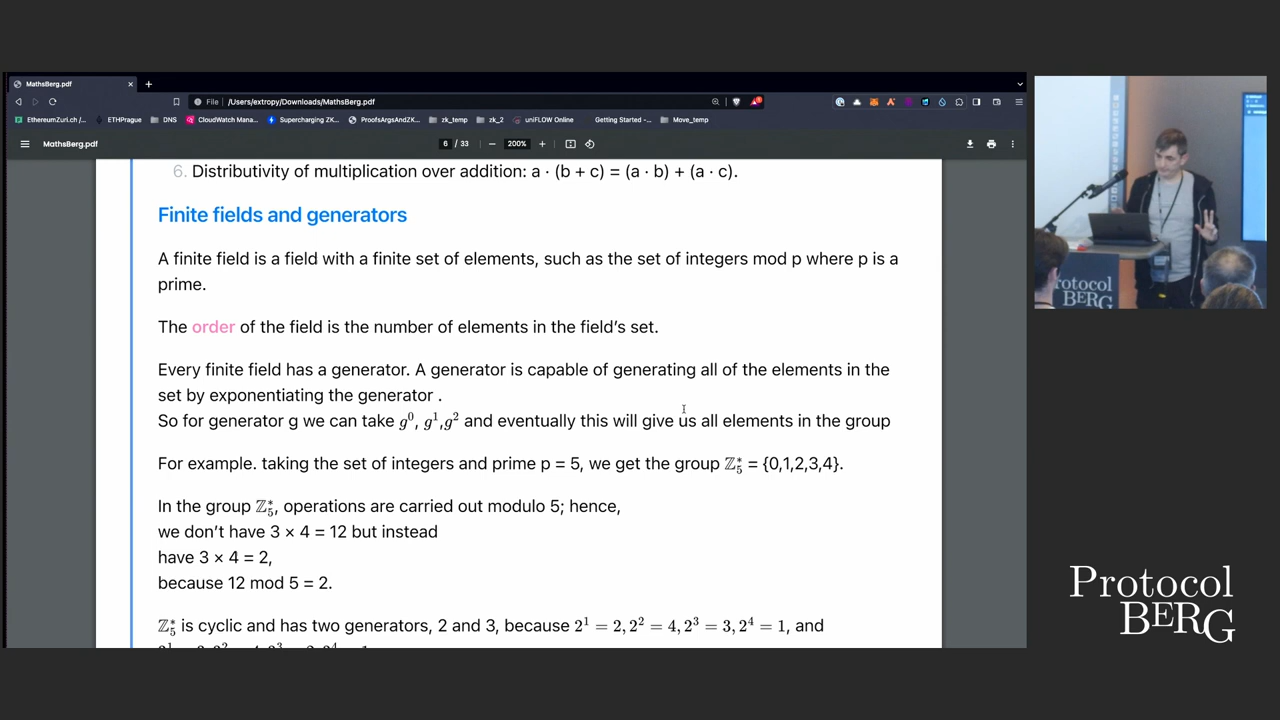 MathsBerg.pdf
File /Users/extropy/Downloads/MathsBerg.pdf
EthereumZuri.ch /... ETHPrague DNS CloudWatch Mana... Supercharging ZK... ProofsArgsAndZK... zk_temp zk_2 uniFLOW Online Getting Started -... Move_temp
MathsBerg.pdf 6 / 33 200%
6. Distributivity of multiplication over addition: a · (b + c) = (a · b) + (a · c).
Finite fields and generators
A finite field is a field with a finite set of elements, such as the set of integers mod p where p is a
prime.
The order of the field is the number of elements in the field's set.
Every finite field has a generator. A generator is capable of generating all of the elements in the
set by exponentiating the generator .
So for generator g we can take g⁰, g¹,g² and eventually this will give us all elements in the group
For example. taking the set of integers and prime p = 5, we get the group ℤ₅* = {0,1,2,3,4}.
In the group ℤ₅*, operations are carried out modulo 5; hence,
we don't have 3 × 4 = 12 but instead
have 3 × 4 = 2,
because 12 mod 5 = 2.
ℤ₅* is cyclic and has two generators, 2 and 3, because 2¹ = 2, 2² = 4, 2³ = 3, 2⁴ = 1, and
Protocol
BERG
Protocol
BERG